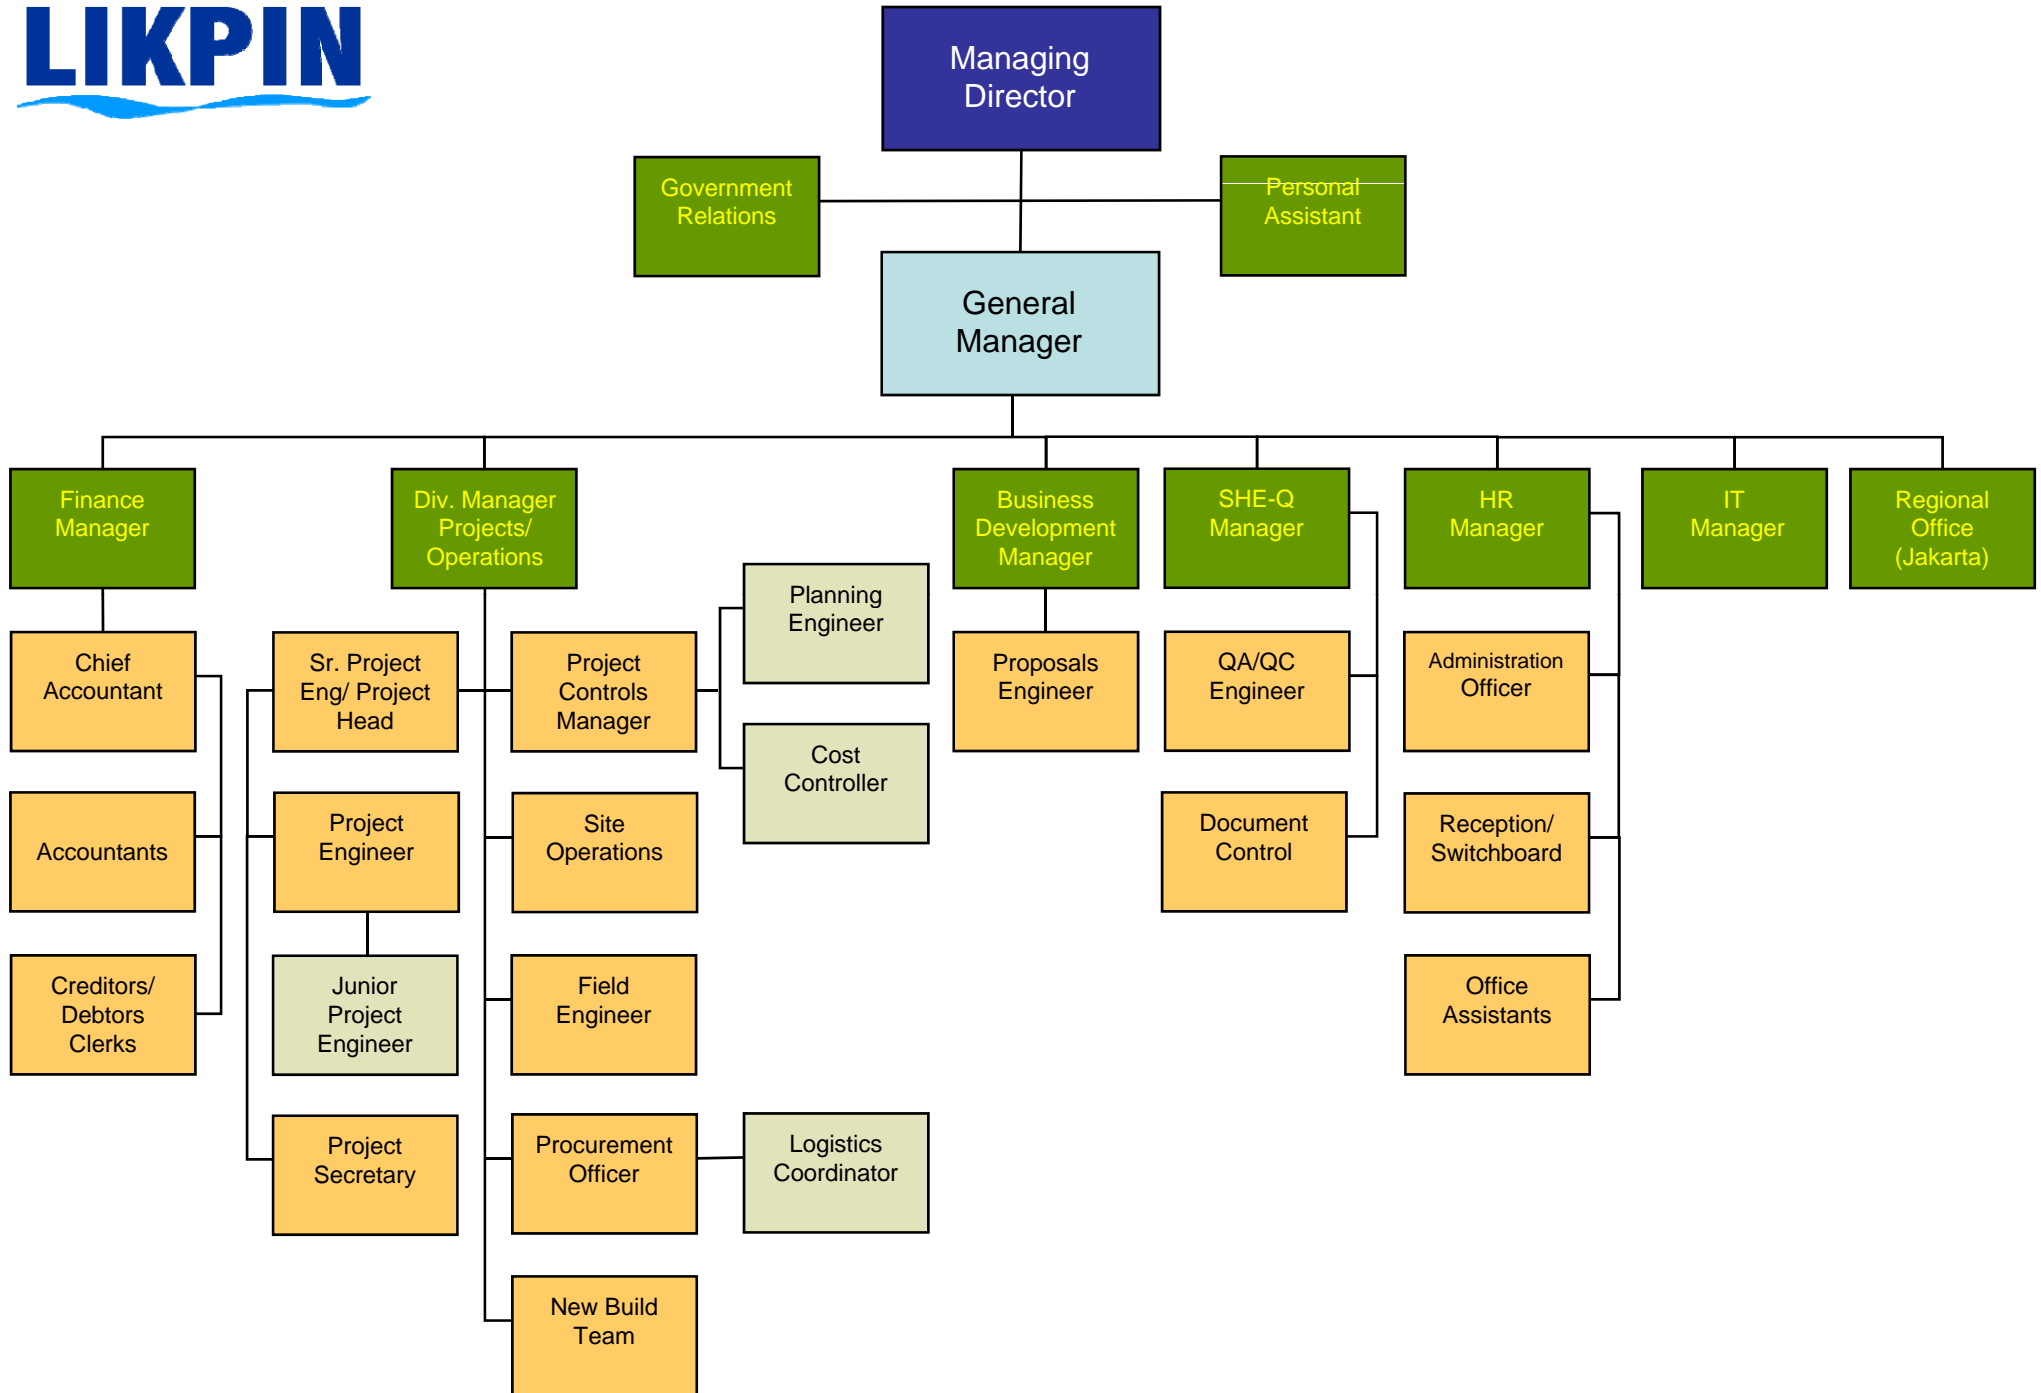 LIKPIN
Managing
Director
Government
Relations
Personal
Assistant
General
Manager
Finance
Manager
Div. Manager
Projects/
Operations
Business
Development
Manager
SHE-Q
Manager
HR
Manager
IT
Manager
Regional
Office
(Jakarta)
Planning
Engineer
Chief
Accountant
Sr. Project
Eng/ Project
Head
Project
Controls
Manager
Proposals
Engineer
QA/QC
Engineer
Administration
Officer
Cost
Controller
Accountants
Project
Engineer
Site
Operations
Document
Control
Reception/
Switchboard
Creditors/
Debtors
Clerks
Junior
Project
Engineer
Field
Engineer
Office
Assistants
Project
Secretary
Procurement
Officer
Logistics
Coordinator
New Build
Team